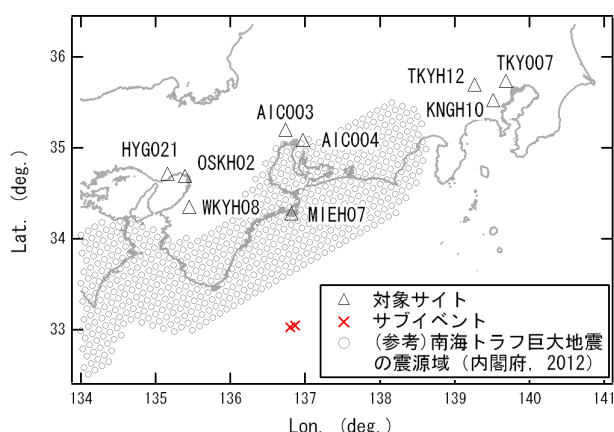 36
35
34
33
Lat. (deg.)
TKYH12
TKY007
KNGH10
AIC003
AIC004
HYG021
OSKH02
WKYH08
MIEH07
対象サイト
サブイベント
(参考)南海トラフ巨大地震
の震源域 (内閣府, 2012)
134 135 136 137 138 139 140 141
Lon. (deg.)